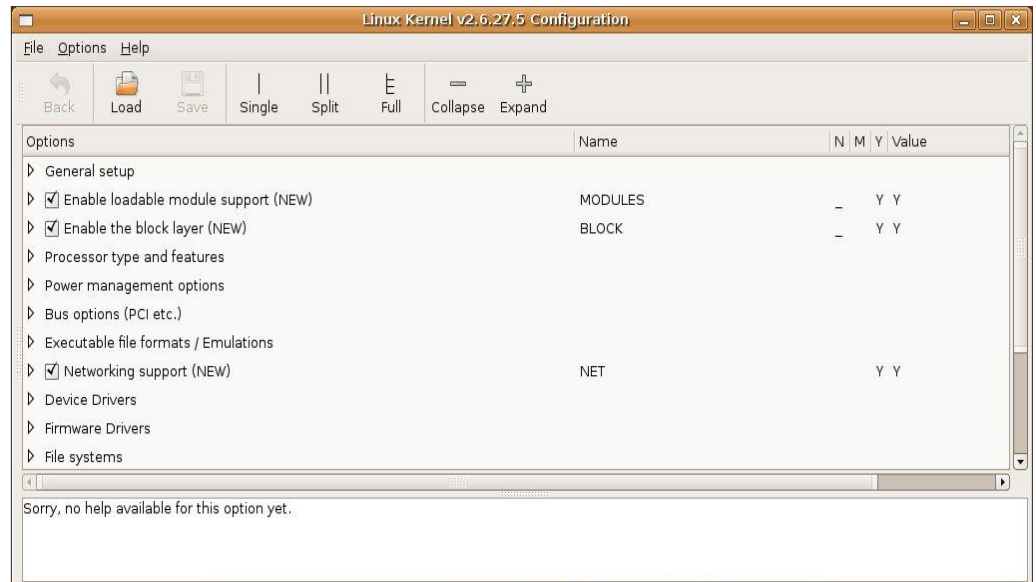 Linux Kernel v2.6.27.5 Configuration
File Options Help
Back Load Save Single Split Full Collapse Expand
Options Name N M Y Value
General setup
Enable loadable module support (NEW) MODULES _ Y Y
Enable the block layer (NEW) BLOCK _ Y Y
Processor type and features
Power management options
Bus options (PCI etc.)
Executable file formats / Emulations
Networking support (NEW) NET Y Y
Device Drivers
Firmware Drivers
File systems
Sorry, no help available for this option yet.